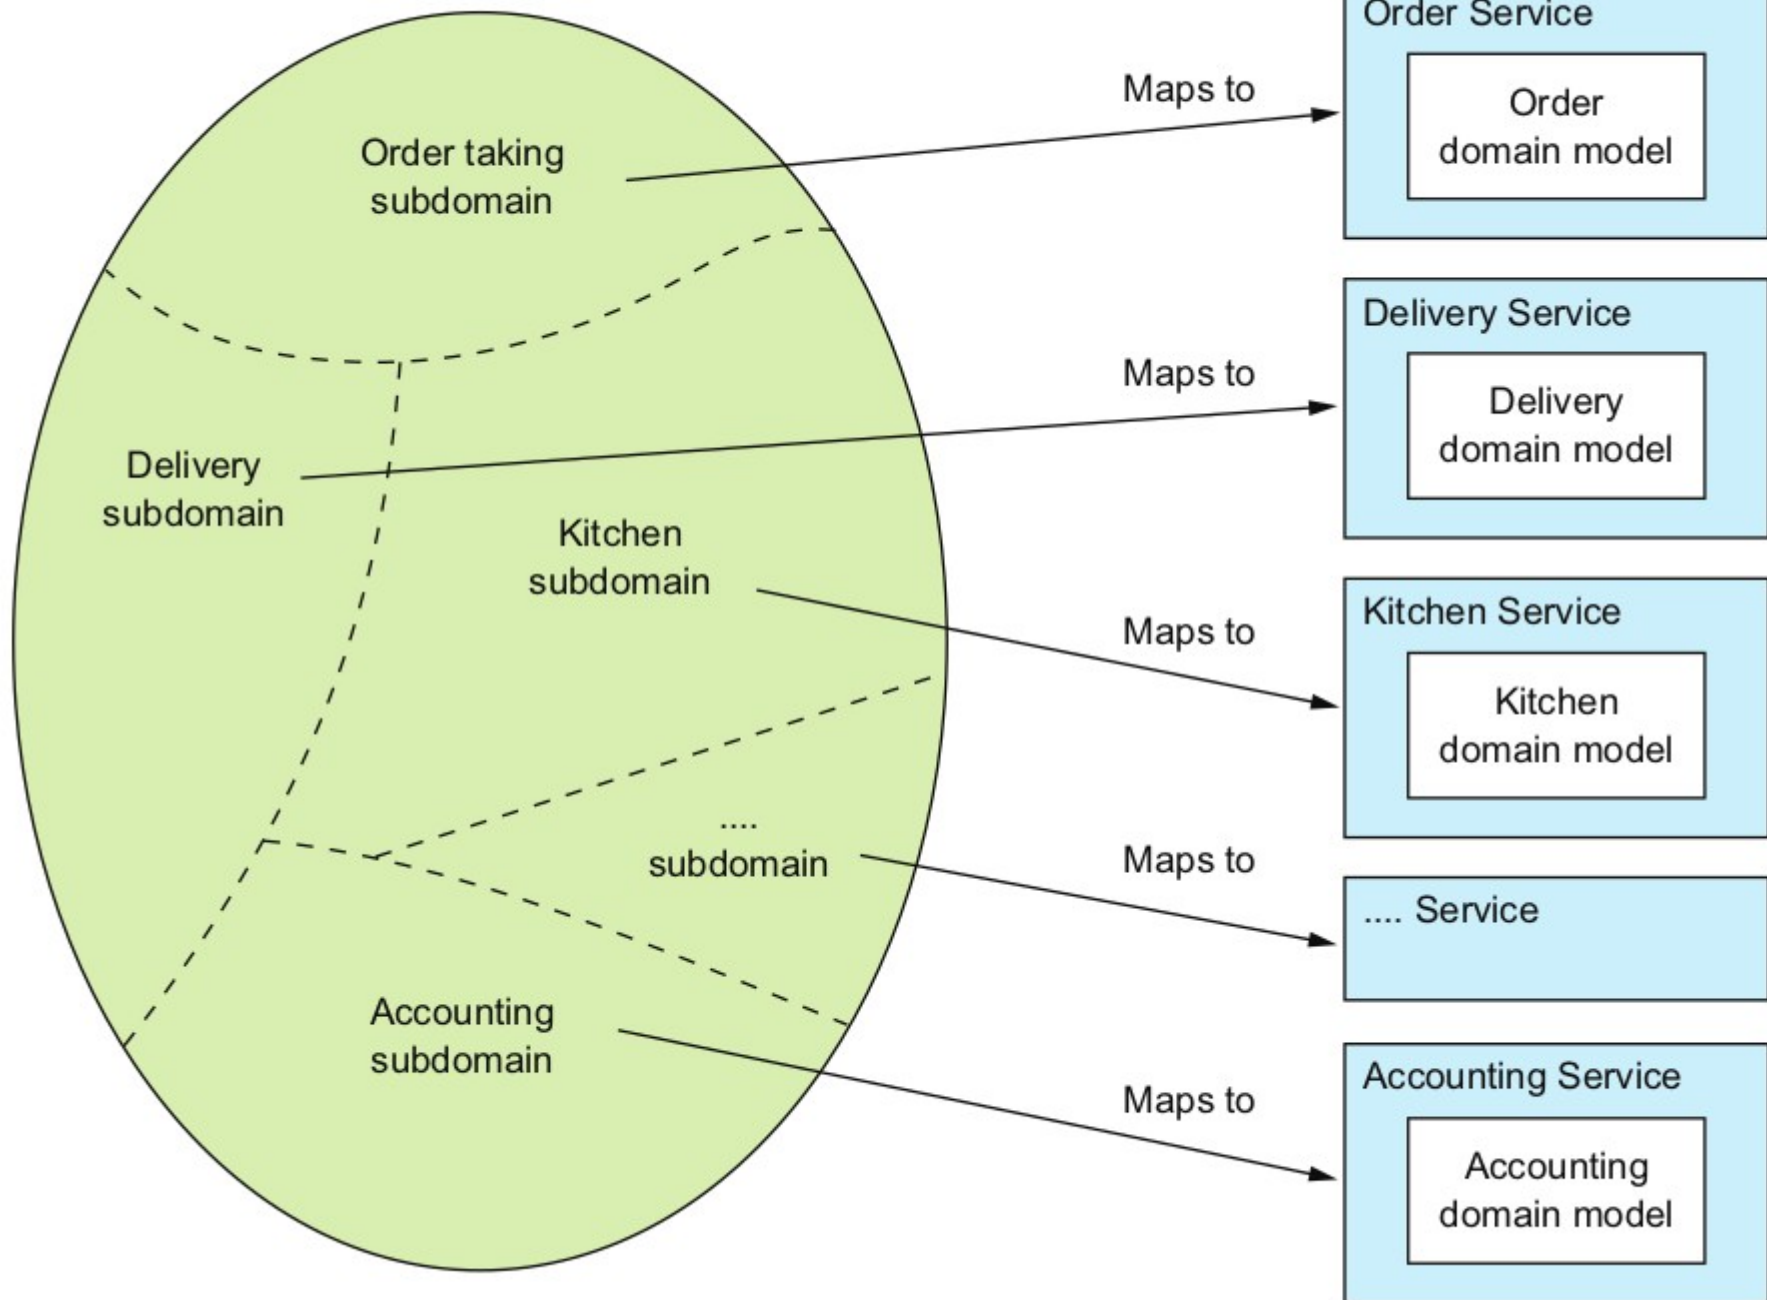 Order taking
subdomain
Delivery
subdomain
Kitchen
subdomain
....
subdomain
Accounting
subdomain
Maps to
Maps to
Maps to
Maps to
Maps to
Order Service
Order
domain model
Delivery Service
Delivery
domain model
Kitchen Service
Kitchen
domain model
.... Service
Accounting Service
Accounting
domain model